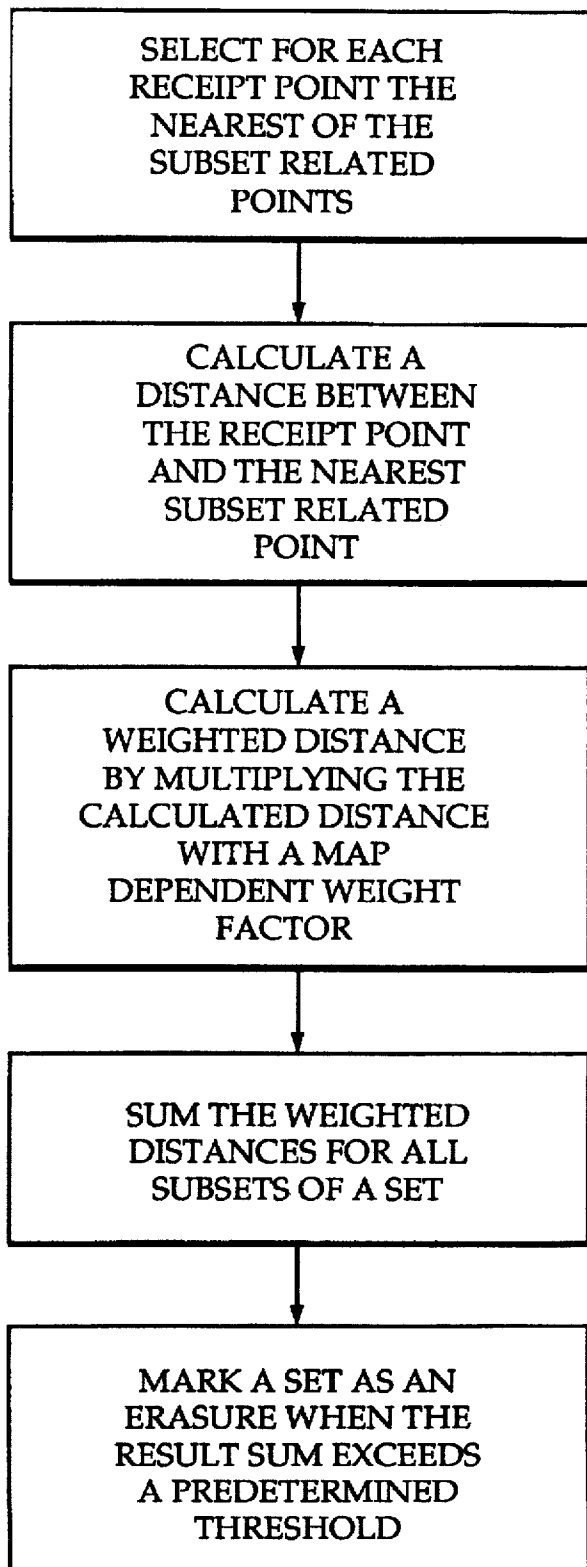 SELECT FOR EACH
RECEIPT POINT THE
NEAREST OF THE
SUBSET RELATED
POINTS
CALCULATE A
DISTANCE BETWEEN
THE RECEIPT POINT
AND THE NEAREST
SUBSET RELATED
POINT
CALCULATE A
WEIGHTED DISTANCE
BY MULTIPLYING THE
CALCULATED DISTANCE
WITH A MAP
DEPENDENT WEIGHT
FACTOR
SUM THE WEIGHTED
DISTANCES FOR ALL
SUBSETS OF A SET
MARK A SET AS AN
ERASURE WHEN THE
RESULT SUM EXCEEDS
A PREDETERMINED
THRESHOLD